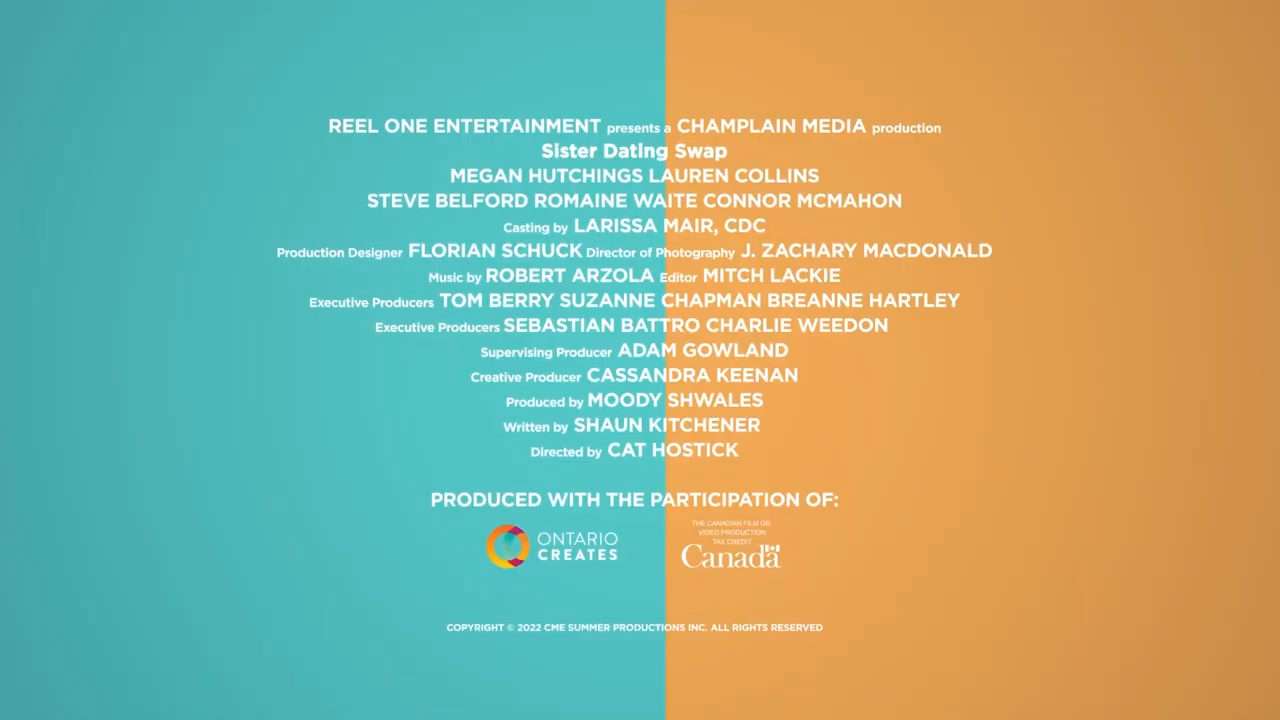 REEL ONE ENTERTAINMENT presents a CHAMPLAIN MEDIA production
Sister Dating Swap
MEGAN HUTCHINGS LAUREN COLLINS
STEVE BELFORD ROMAINE WAITE CONNOR MCMAHON
Casting by LARISSA MAIR, CDC
Production Designer FLORIAN SCHUCK Director of Photography J. ZACHARY MACDONALD
Music by ROBERT ARZOLA Editor MITCH LACKIE
Executive Producers TOM BERRY SUZANNE CHAPMAN BREANNE HARTLEY
Executive Producers SEBASTIAN BATTRO CHARLIE WEEDON
Supervising Producer ADAM GOWLAND
Creative Producer CASSANDRA KEENAN
Produced by MOODY SHWALES
Written by SHAUN KITCHENER
Directed by CAT HOSTICK
PRODUCED WITH THE PARTICIPATION OF:
ONTARIO
CREATES
THE CANADIAN FILM OR
VIDEO PRODUCTION
TAX CREDIT
Canada
COPYRIGHT © 2022 CME SUMMER PRODUCTIONS INC. ALL RIGHTS RESERVED